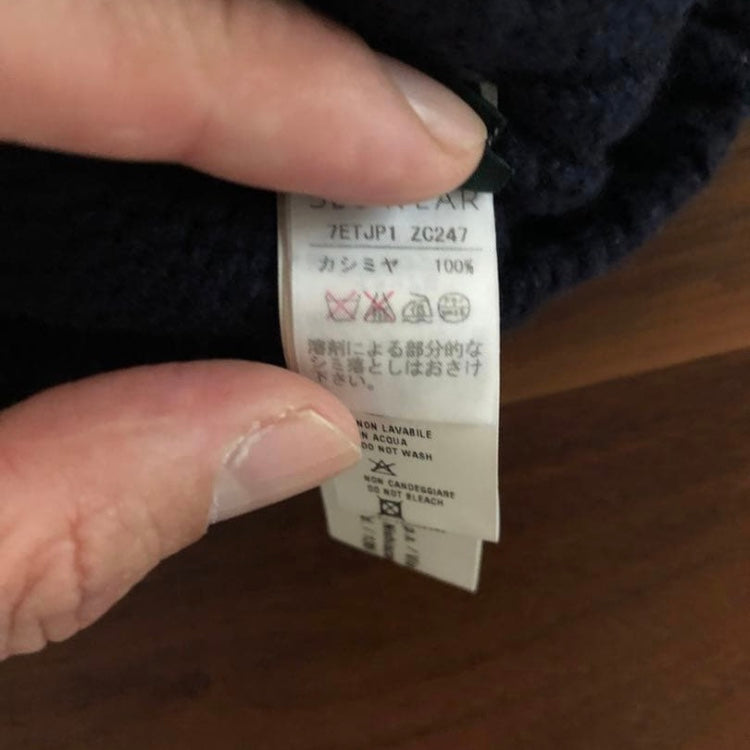 7ETJP1 ZC247
カシミヤ 100%
溶剤による部分的な
シミ落としはおさけ
下さい。
NON LAVABILE
IN ACQUA
DO NOT WASH
NON CANDEGGIARE
DO NOT BLEACH